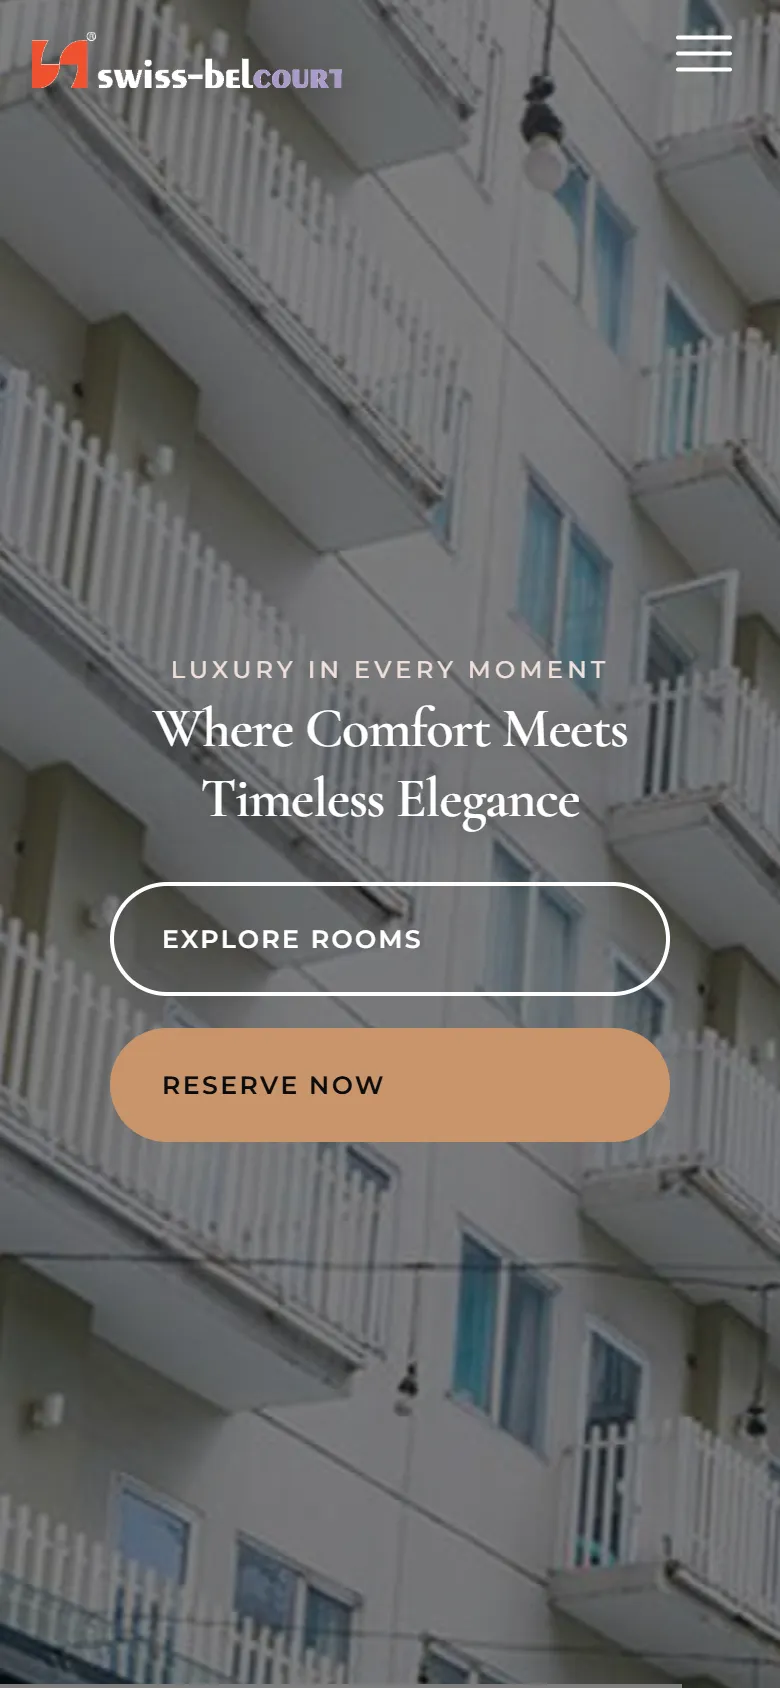 ® swiss-belCOURT
LUXURY IN EVERY MOMENT
Where Comfort Meets
Timeless Elegance
EXPLORE ROOMS
RESERVE NOW